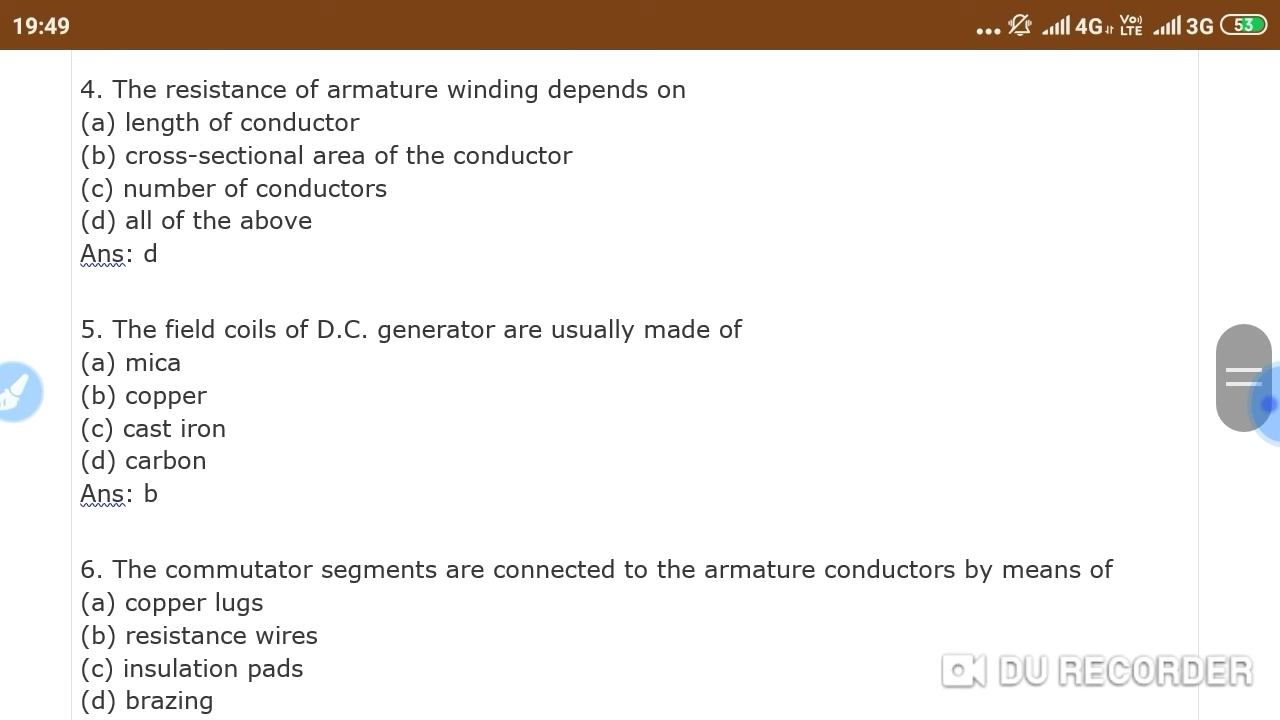 19:49
... 4G Vo)) LTE 3G 53
4. The resistance of armature winding depends on
(a) length of conductor
(b) cross-sectional area of the conductor
(c) number of conductors
(d) all of the above
Ans: d
5. The field coils of D.C. generator are usually made of
(a) mica
(b) copper
(c) cast iron
(d) carbon
Ans: b
6. The commutator segments are connected to the armature conductors by means of
(a) copper lugs
(b) resistance wires
(c) insulation pads
(d) brazing
DU RECORDER